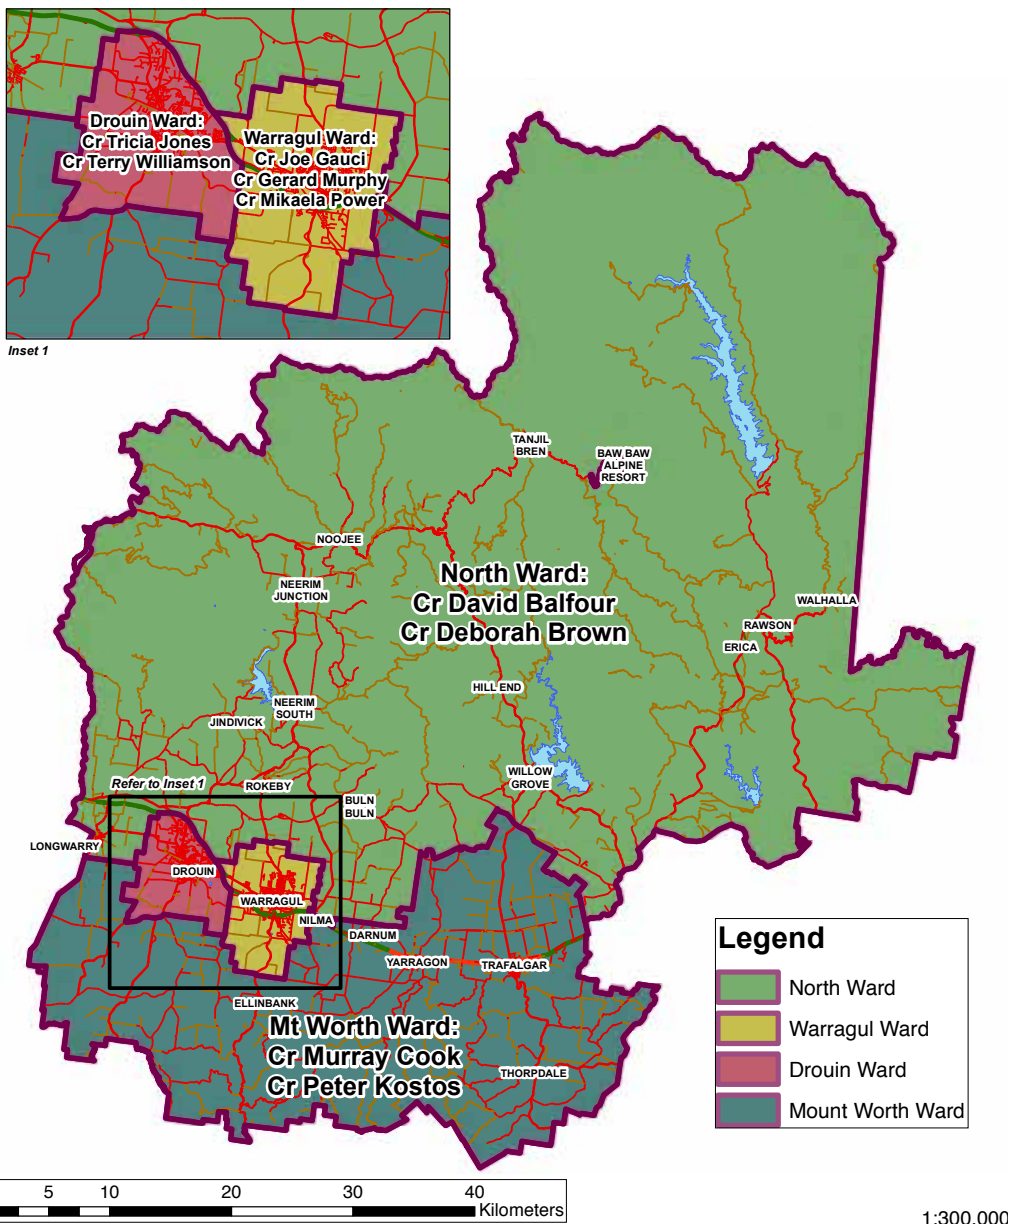 Drouin Ward:
Cr Tricia Jones
Cr Terry Williamson
Warragul Ward:
Cr Joe Gauci
Cr Gerard Murphy
Cr Mikaela Power
Inset 1
TANJIL
BREN
BAW BAW
ALPINE
RESORT
NOOJEE
North Ward:
Cr David Balfour
Cr Deborah Brown
NEERIM
JUNCTION
WALHALLA
RAWSON
ERICA
HILL END
NEERIM
SOUTH
JINDIVICK
WILLOW
GROVE
Refer to Inset 1
ROKEBY
BULN
BULN
LONGWARRY
DROUIN
WARRAGUL
NILMA
DARNUM
YARRAGON
TRAFALGAR
ELLINBANK
Mt Worth Ward:
Cr Murray Cook
Cr Peter Kostos
THORPDALE
Legend
North Ward
Warragul Ward
Drouin Ward
Mount Worth Ward
5 10 20 30 40
Kilometers
1:300,000